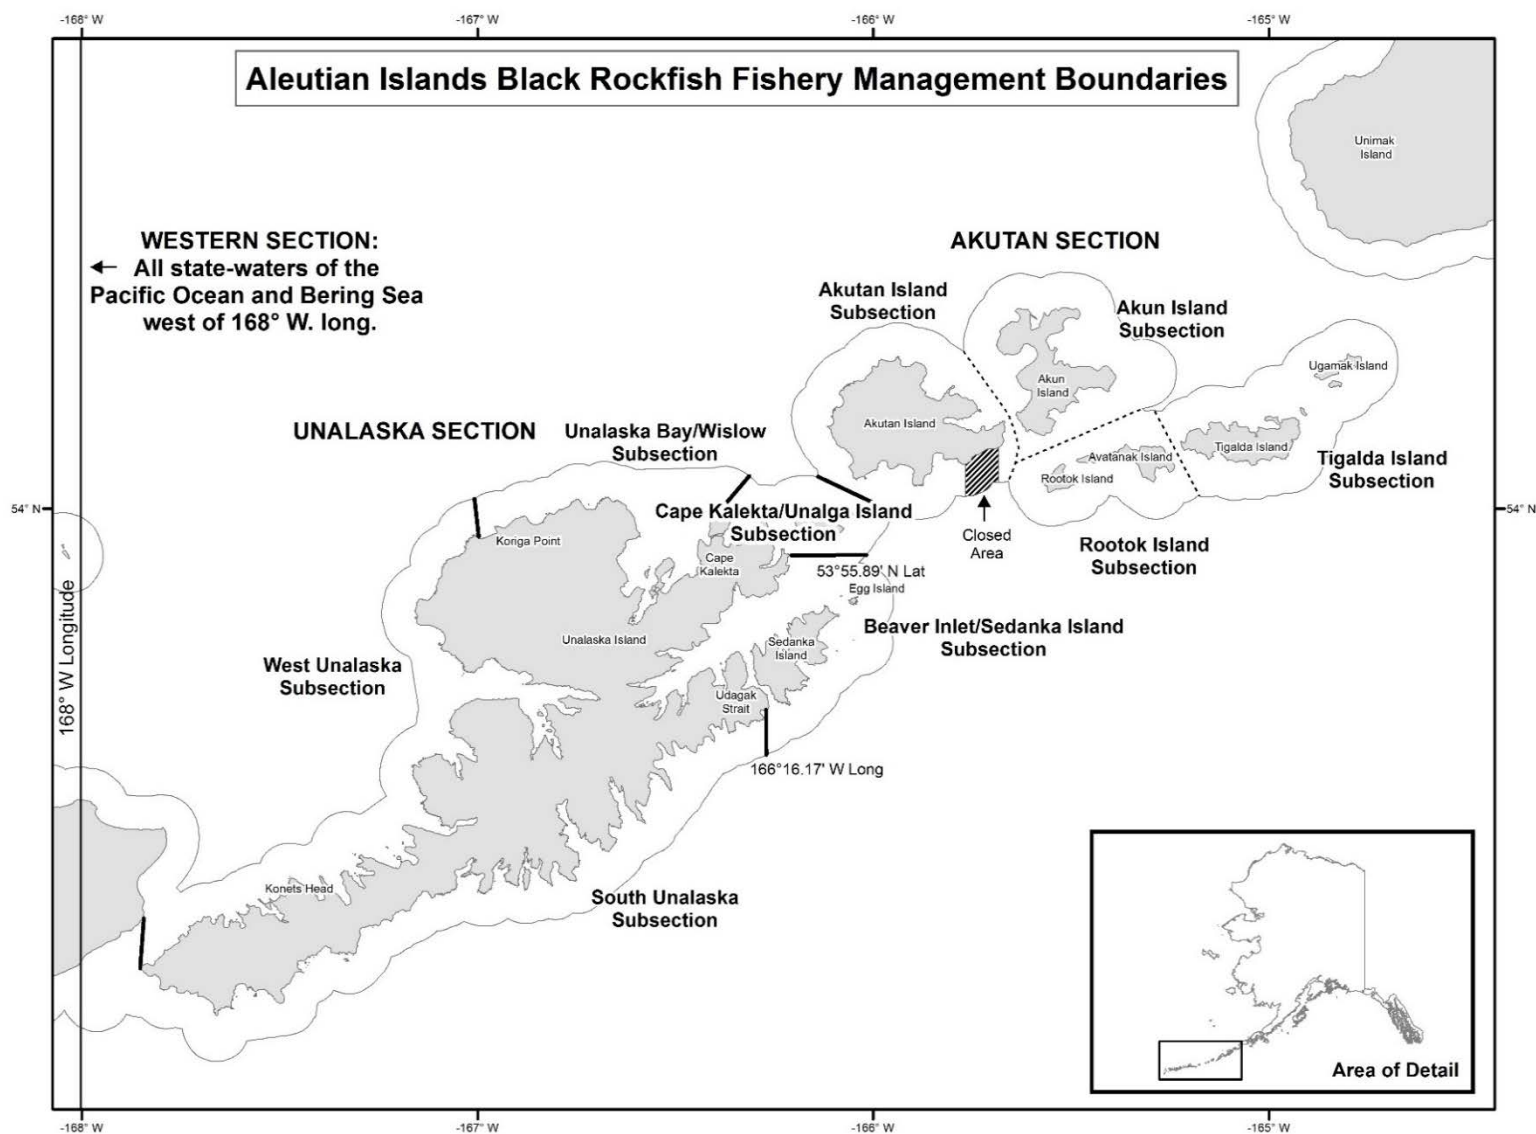 -168° W
-167° W
-166° W
-165° W
Aleutian Islands Black Rockfish Fishery Management Boundaries
Unimak
Island
WESTERN SECTION:
All state-waters of the
Pacific Ocean and Bering Sea
west of 168° W. long.
AKUTAN SECTION
Akutan Island
Subsection
Akun Island
Subsection
Ugamak Island
Akun
Island
Akutan Island
UNALASKA SECTION
Unalaska Bay/Wislow
Subsection
Tigalda Island
Avatanak Island
Rootok Island
Tigalda Island
Subsection
54° N
54° N
Cape Kalekta/Unalga Island
Subsection
Koriga Point
Closed
Area
Rootok Island
Subsection
Cape
Kalekta
53°55.89' N Lat
Egg Island
Beaver Inlet/Sedanka Island
Subsection
Unalaska Island
Sedanka
Island
West Unalaska
Subsection
168° W Longitude
Udagak
Strait
166°16.17' W Long
Konets Head
South Unalaska
Subsection
Area of Detail
-168° W
-167° W
-166° W
-165° W